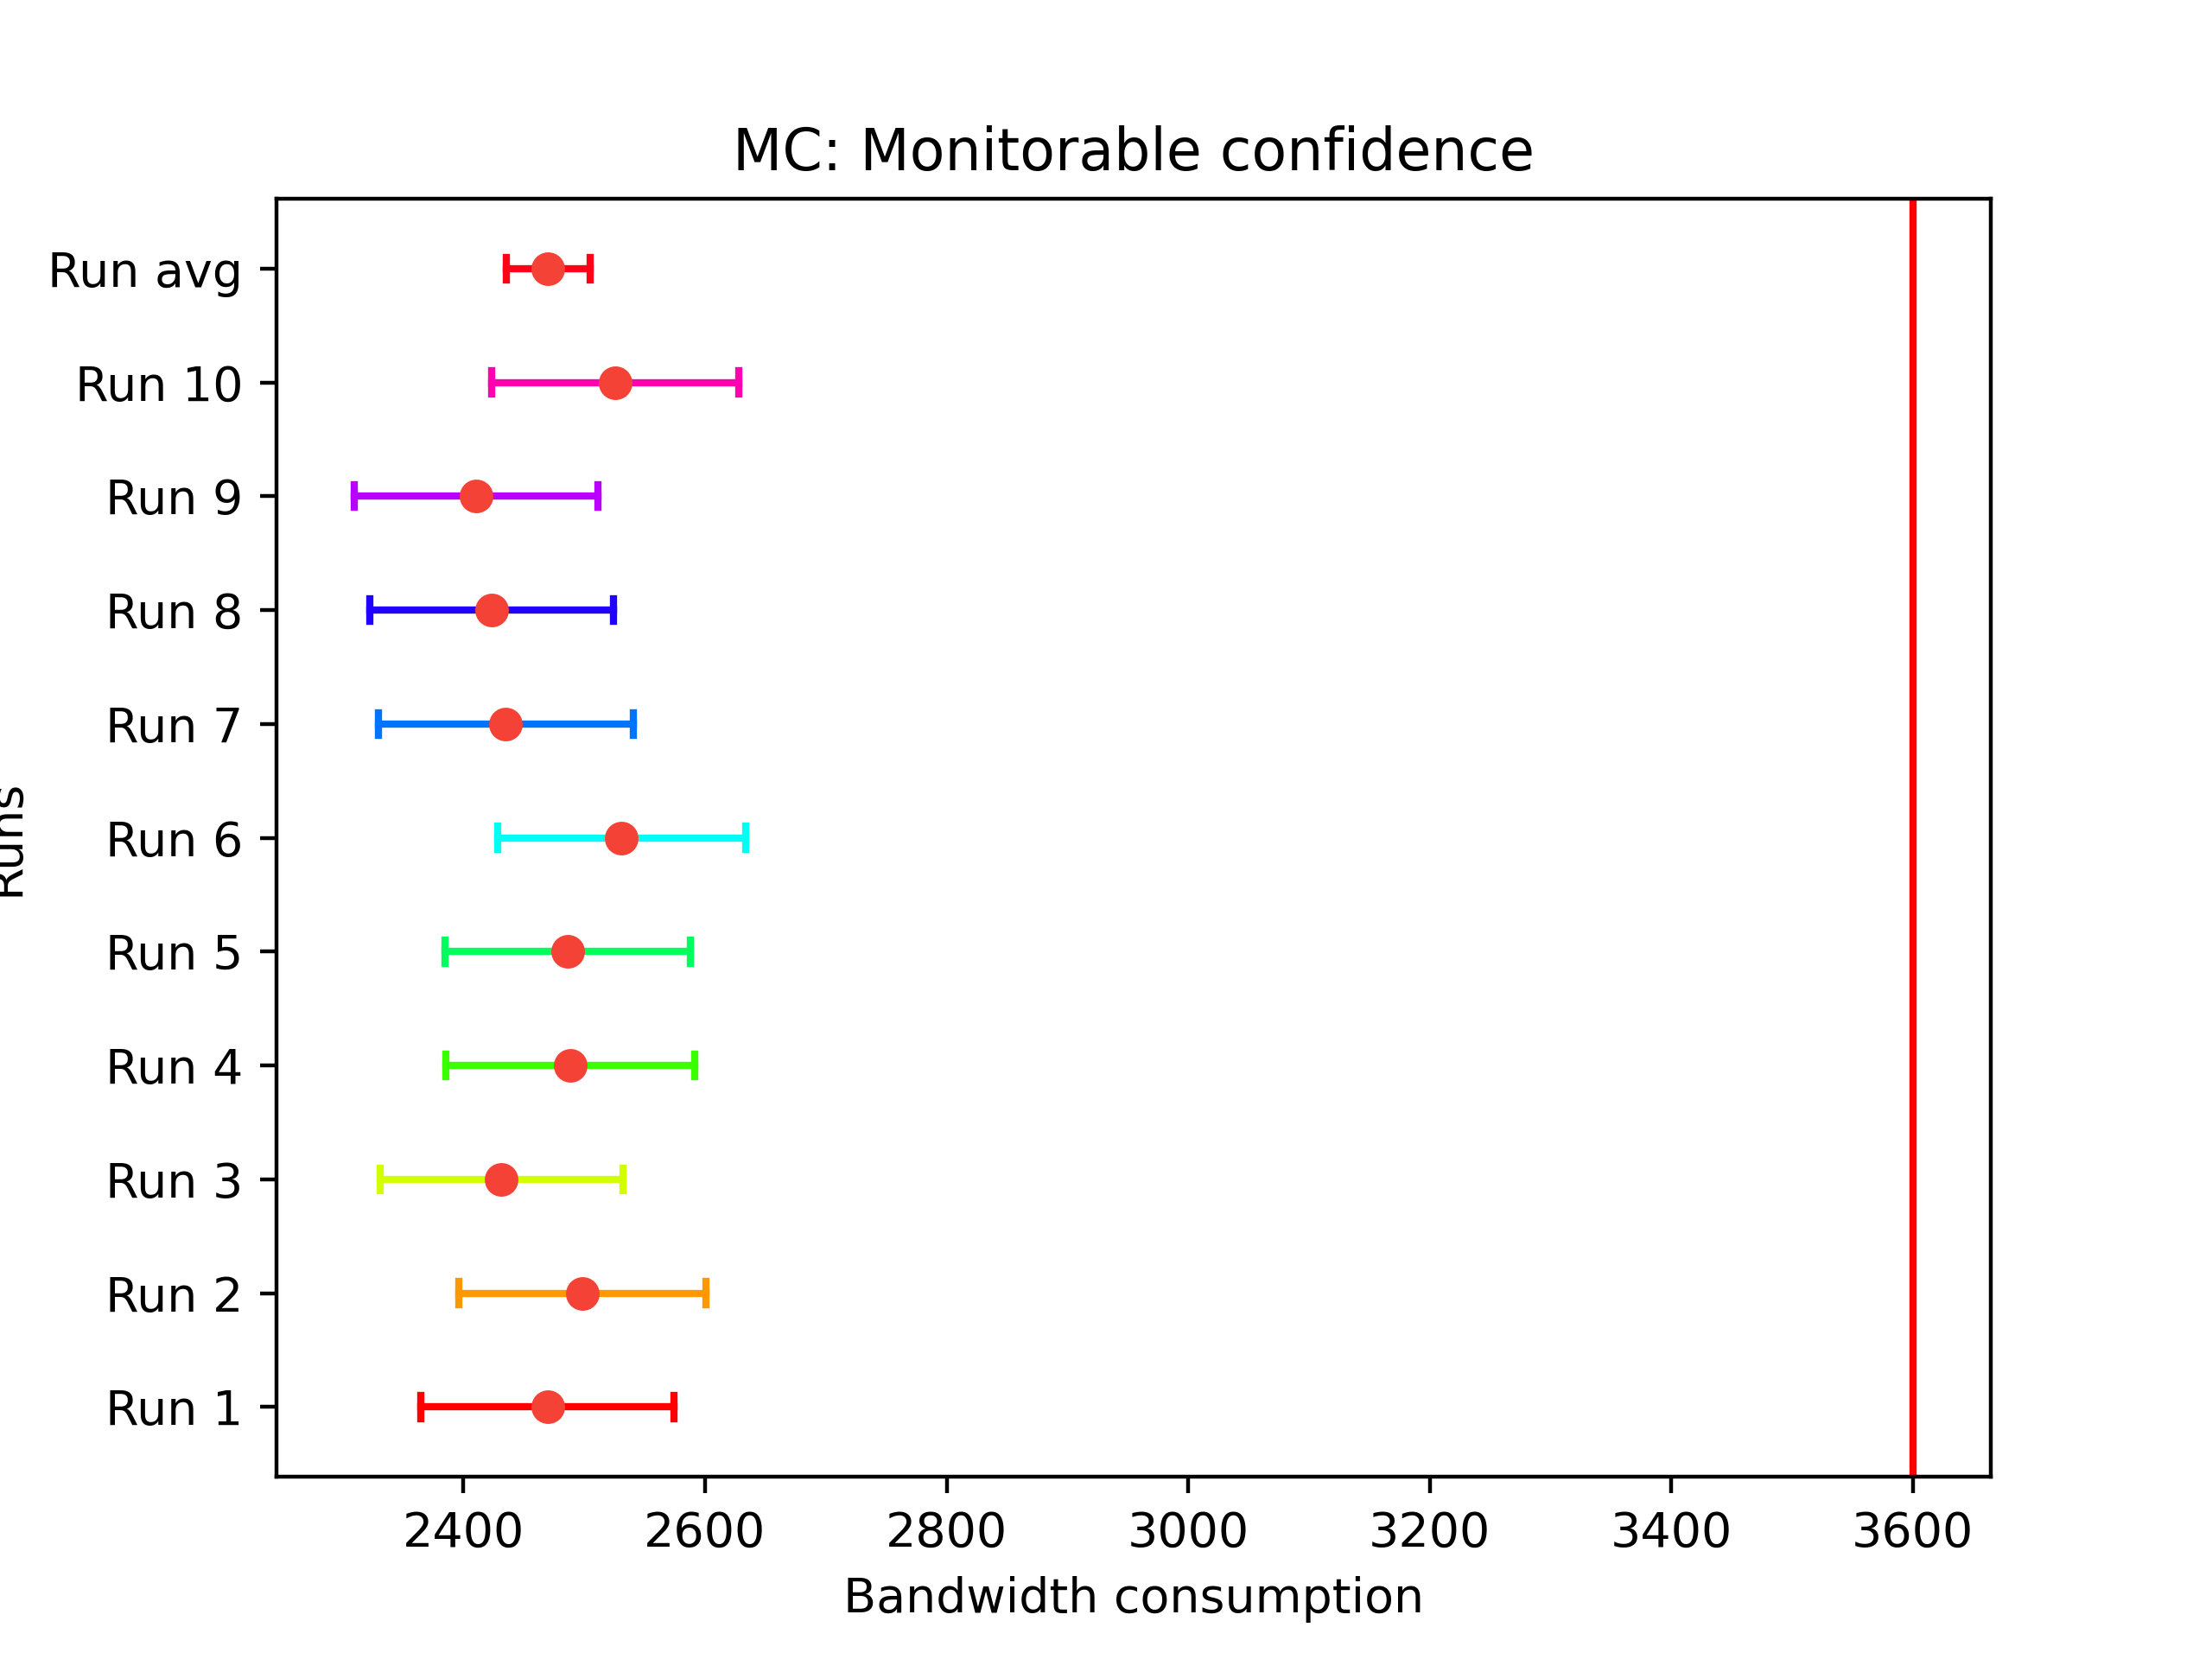 MC: Monitorable confidence
Run avg
Run 10
Run 9
Run 8
Run 7
Run 6
Runs
Run 5
Run 4
Run 3
Run 2
Run 1
2400 2600 2800 3000 3200 3400 3600
Bandwidth consumption